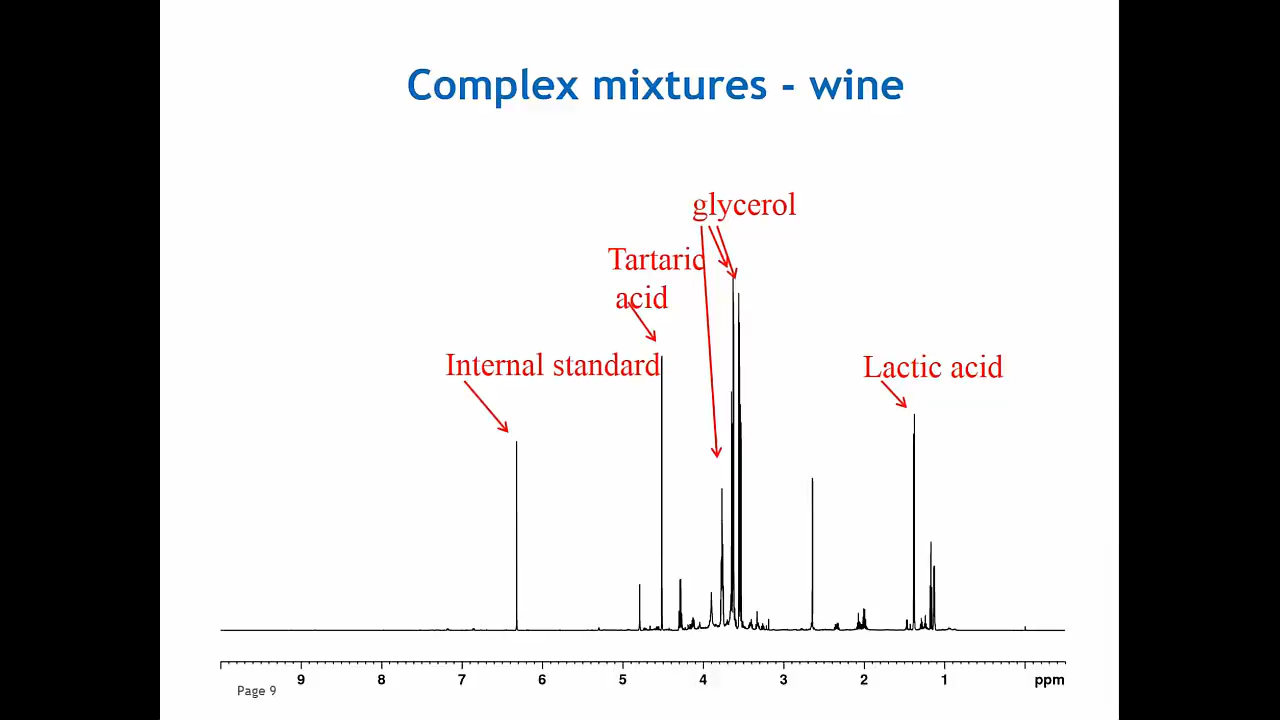 Complex mixtures - wine
glycerol
Tartaric
acid
Internal standard
Lactic acid
9 8 7 6 5 4 3 2 1 ppm
Page 9